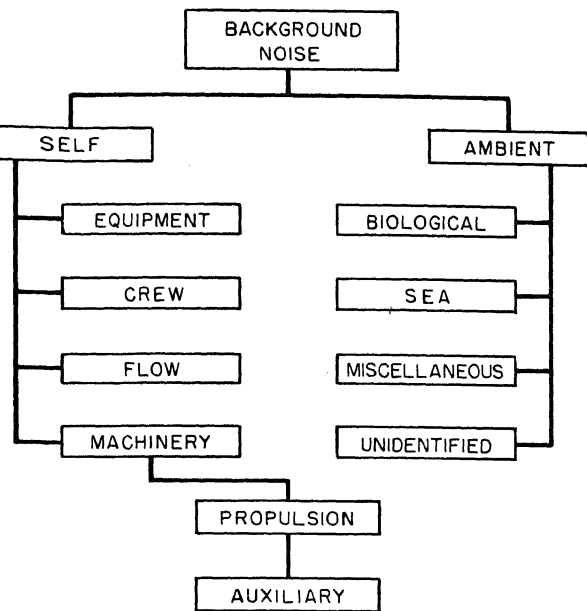 BACKGROUND
NOISE
SELF
AMBIENT
EQUIPMENT
BIOLOGICAL
CREW
SEA
FLOW
MISCELLANEOUS
MACHINERY
UNIDENTIFIED
PROPULSION
AUXILIARY